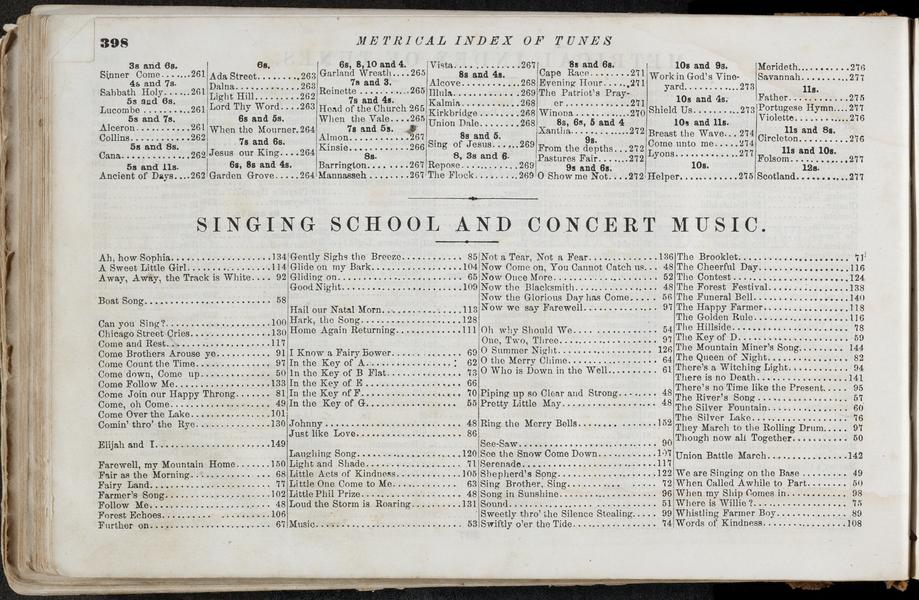 398
METRICAL INDEX OF TUNES
3s and 6s.
Sinner Come......261
4s and 7s.
Sabbath Holy......261
5s and 6s.
Lucombe..........261
5s and 7s.
Alceron..........261
Collins..........262
5s and 8s.
Cana.............262
5s and 11s.
Ancient of Days....262
6s.
Ada Street........263
Dalna............263
Light Hill........262
Lord Thy Word....263
6s and 5s.
When the Mourner.264
7s and 6s.
Jesus our King....264
6s, 8s and 4s.
Garden Grove.....264
6s, 8, 10 and 4.
Garland Wreath....265
7s and 3.
Reinette..........265
7s and 4s.
Head of the Church 265
When the Vale.....265
7s and 5s.
Almon............267
Kinsie............266
8s.
Barrington........267
Mannasseh........267
Vista.............267
8s and 4s.
Alcove............268
Illula............269
Kalmia...........268
Kirkbridge........268
Union Dale........268
8s and 5.
Sing of Jesus.....269
8, 3s and 6.
Repose...........269
The Flock.........269
8s and 6s.
Cape Race........271
Evening Hour.....271
The Patriot's Pray-
er..............271
Winona...........270
8s, 6s, 5 and 4
Xantha............272
9s.
From the depths...272
Pastures Fair......272
9s and 6s.
O Show me Not....272
10s and 9s.
Work in God's Vine-
yard............273
10s and 4s.
Shield Us..........273
10s and 11s.
Breast the Wave...274
Come unto me.....274
Lyons.............277
10s.
Helper............275
Merideth..........276
Savannah..........277
11s.
Father............275
Portugese Hymn...277
Violette...........276
11s and 8s.
Circleton..........276
11s and 10s.
Folsom............277
12s.
Scotland...........277
SINGING SCHOOL AND CONCERT MUSIC.
Ah, how Sophia..........134
A Sweet Little Girl..........114
Away, Away, the Track is White.... 92
Boat Song.......... 58
Can you Sing?..........100
Chicago Street Cries..........130
Come and Rest..........117
Come Brothers Arouse ye.......... 91
Come Count the Time.......... 97
Come down, Come up.......... 50
Come Follow Me..........133
Come Join our Happy Throng...... 81
Come, oh Come.......... 49
Come Over the Lake..........101
Comin' thro' the Rye..........130
Elijah and I..........149
Farewell, my Mountain Home......150
Fair as the Morning.......... 68
Fairy Land.......... 77
Farmer's Song..........102
Follow Me.......... 48
Forest Echoes..........106
Further on.......... 67
Gently Sighs the Breeze.......... 85
Glide on my Bark..........104
Gliding on.......... 65
Good Night..........109
Hail our Natal Morn..........113
Hark, the Song..........128
Home Again Returning..........111
I Know a Fairy Bower.......... 69
In the Key of A.......... 62
In the Key of B Flat.......... 73
In the Key of E.......... 66
In the Key of F.......... 70
In the Key of G.......... 55
Johnny.......... 48
Just like Love.......... 86
Laughing Song..........120
Light and Shade.......... 71
Little Acts of Kindness..........105
Little One Come to Me.......... 63
Little Phil Prize.......... 48
Loud the Storm is Roaring..........131
Music.......... 53
Not a Tear, Not a Fear..........136
Now Come on, You Cannot Catch us.. 48
Now Once More.......... 52
Now the Blacksmith.......... 48
Now the Glorious Day has Come.... 56
Now we say Farewell.......... 97
Oh why Should We.......... 54
One, Two, Three.......... 97
O Summer Night..........126
O the Merry Chime.......... 64
O Who is Down in the Well.......... 61
Piping up so Clear and Strong...... 48
Pretty Little May.......... 48
Ring the Merry Bells..........152
See-Saw.......... 90
See the Snow Come Down..........107
Serenade..........117
Shepherd's Song..........122
Sing Brother, Sing.......... 72
Song in Sunshine.......... 96
Sound.......... 51
Sweetly thro' the Silence Stealing..... 99
Swiftly o'er the Tide.......... 74
The Brooklet.......... 71
The Cheerful Day..........116
The Contest..........124
The Forest Festival..........138
The Funeral Bell..........140
The Happy Farmer..........118
The Golden Rule..........116
The Hillside.......... 78
The Key of D.......... 59
The Mountain Miner's Song..........144
The Queen of Night.......... 82
There's a Witching Light.......... 94
There is no Death..........141
There's no Time like the Present..... 95
The River's Song.......... 57
The Silver Fountain.......... 60
The Silver Lake.......... 76
They March to the Rolling Drum.... 97
Though now all Together.......... 50
Union Battle March..........142
We are Singing on the Base.......... 49
When Called Awhile to Part.......... 50
When my Ship Comes in.......... 98
Where is Willie?.......... 75
Whistling Farmer Boy.......... 89
Words of Kindness..........108